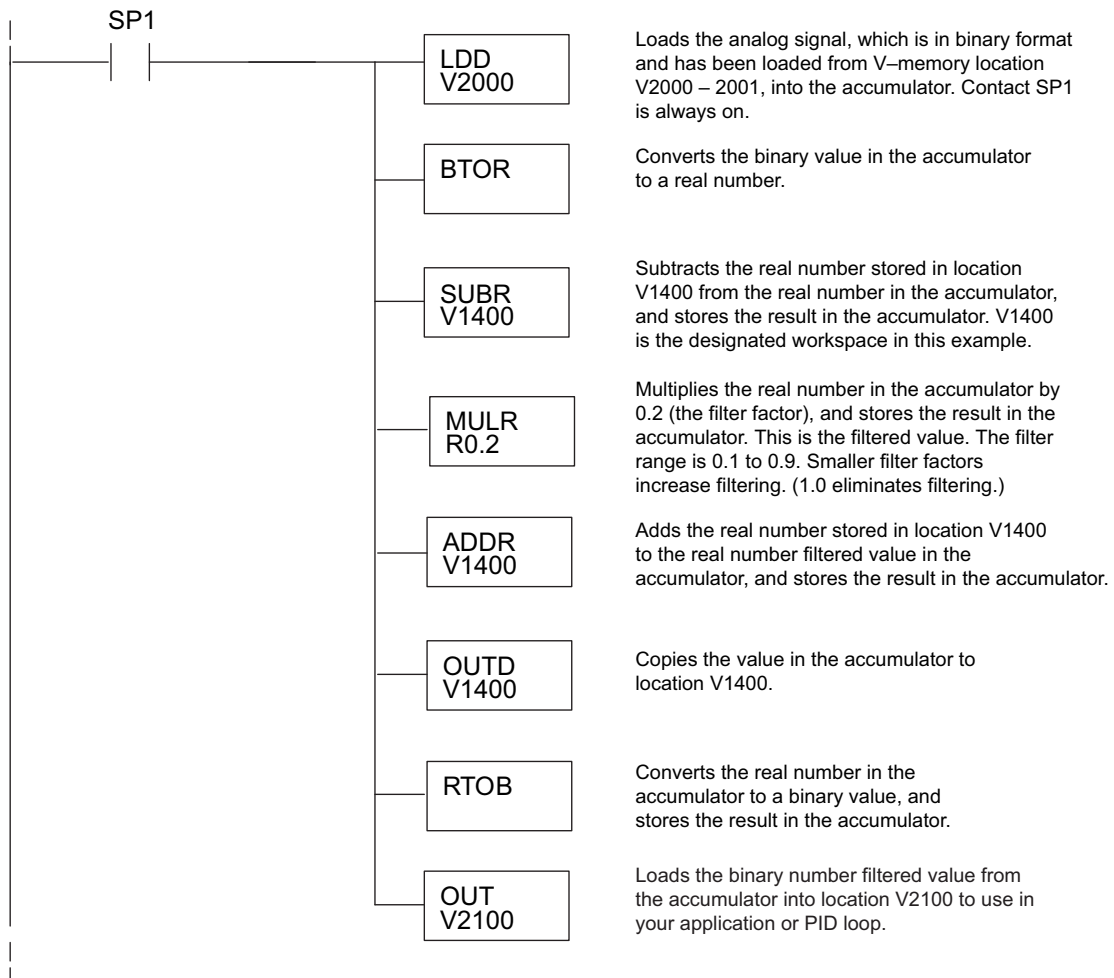 SP1
LDD
V2000
Loads the analog signal, which is in binary format
and has been loaded from V–memory location
V2000 – 2001, into the accumulator. Contact SP1
is always on.
BTOR
Converts the binary value in the accumulator
to a real number.
SUBR
V1400
Subtracts the real number stored in location
V1400 from the real number in the accumulator,
and stores the result in the accumulator. V1400
is the designated workspace in this example.
MULR
R0.2
Multiplies the real number in the accumulator by
0.2 (the filter factor), and stores the result in the
accumulator. This is the filtered value. The filter
range is 0.1 to 0.9. Smaller filter factors
increase filtering. (1.0 eliminates filtering.)
ADDR
V1400
Adds the real number stored in location V1400
to the real number filtered value in the
accumulator, and stores the result in the accumulator.
OUTD
V1400
Copies the value in the accumulator to
location V1400.
RTOB
Converts the real number in the
accumulator to a binary value, and
stores the result in the accumulator.
OUT
V2100
Loads the binary number filtered value from
the accumulator into location V2100 to use in
your application or PID loop.